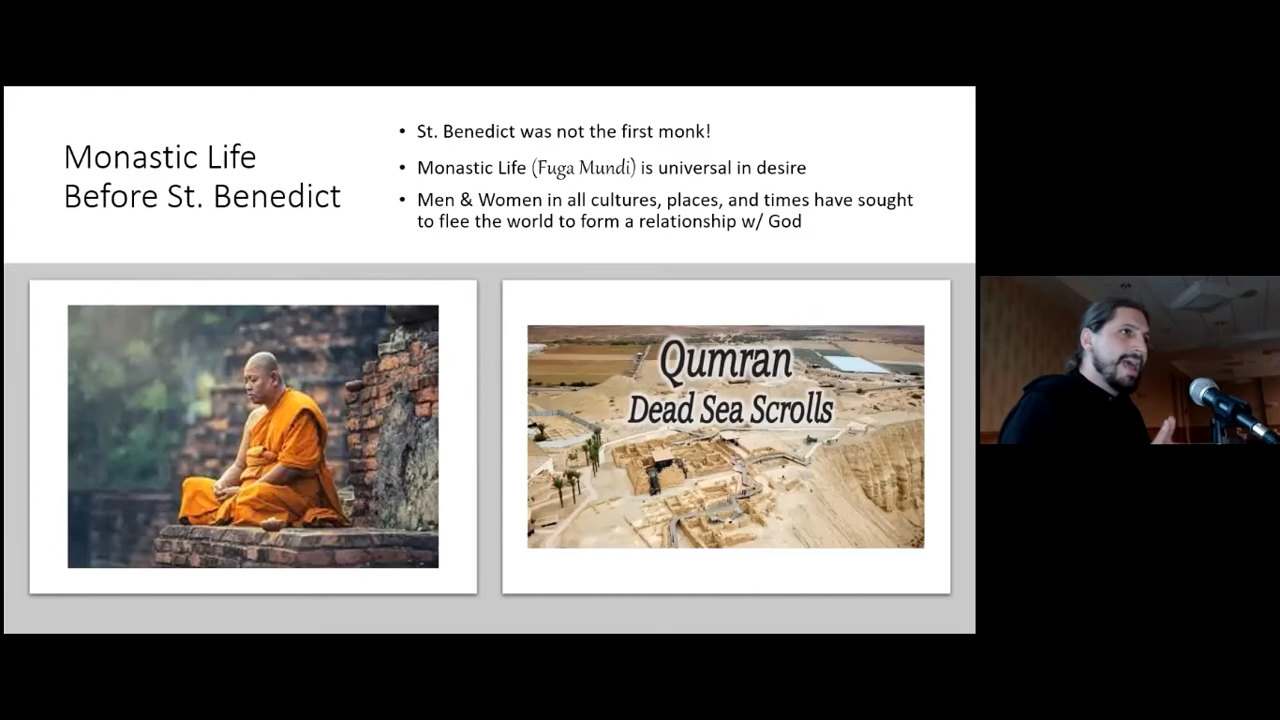 Monastic Life
Before St. Benedict
• St. Benedict was not the first monk!
• Monastic Life (Fuga Mundi) is universal in desire
• Men & Women in all cultures, places, and times have sought
to flee the world to form a relationship w/ God
Qumran
Dead Sea Scrolls